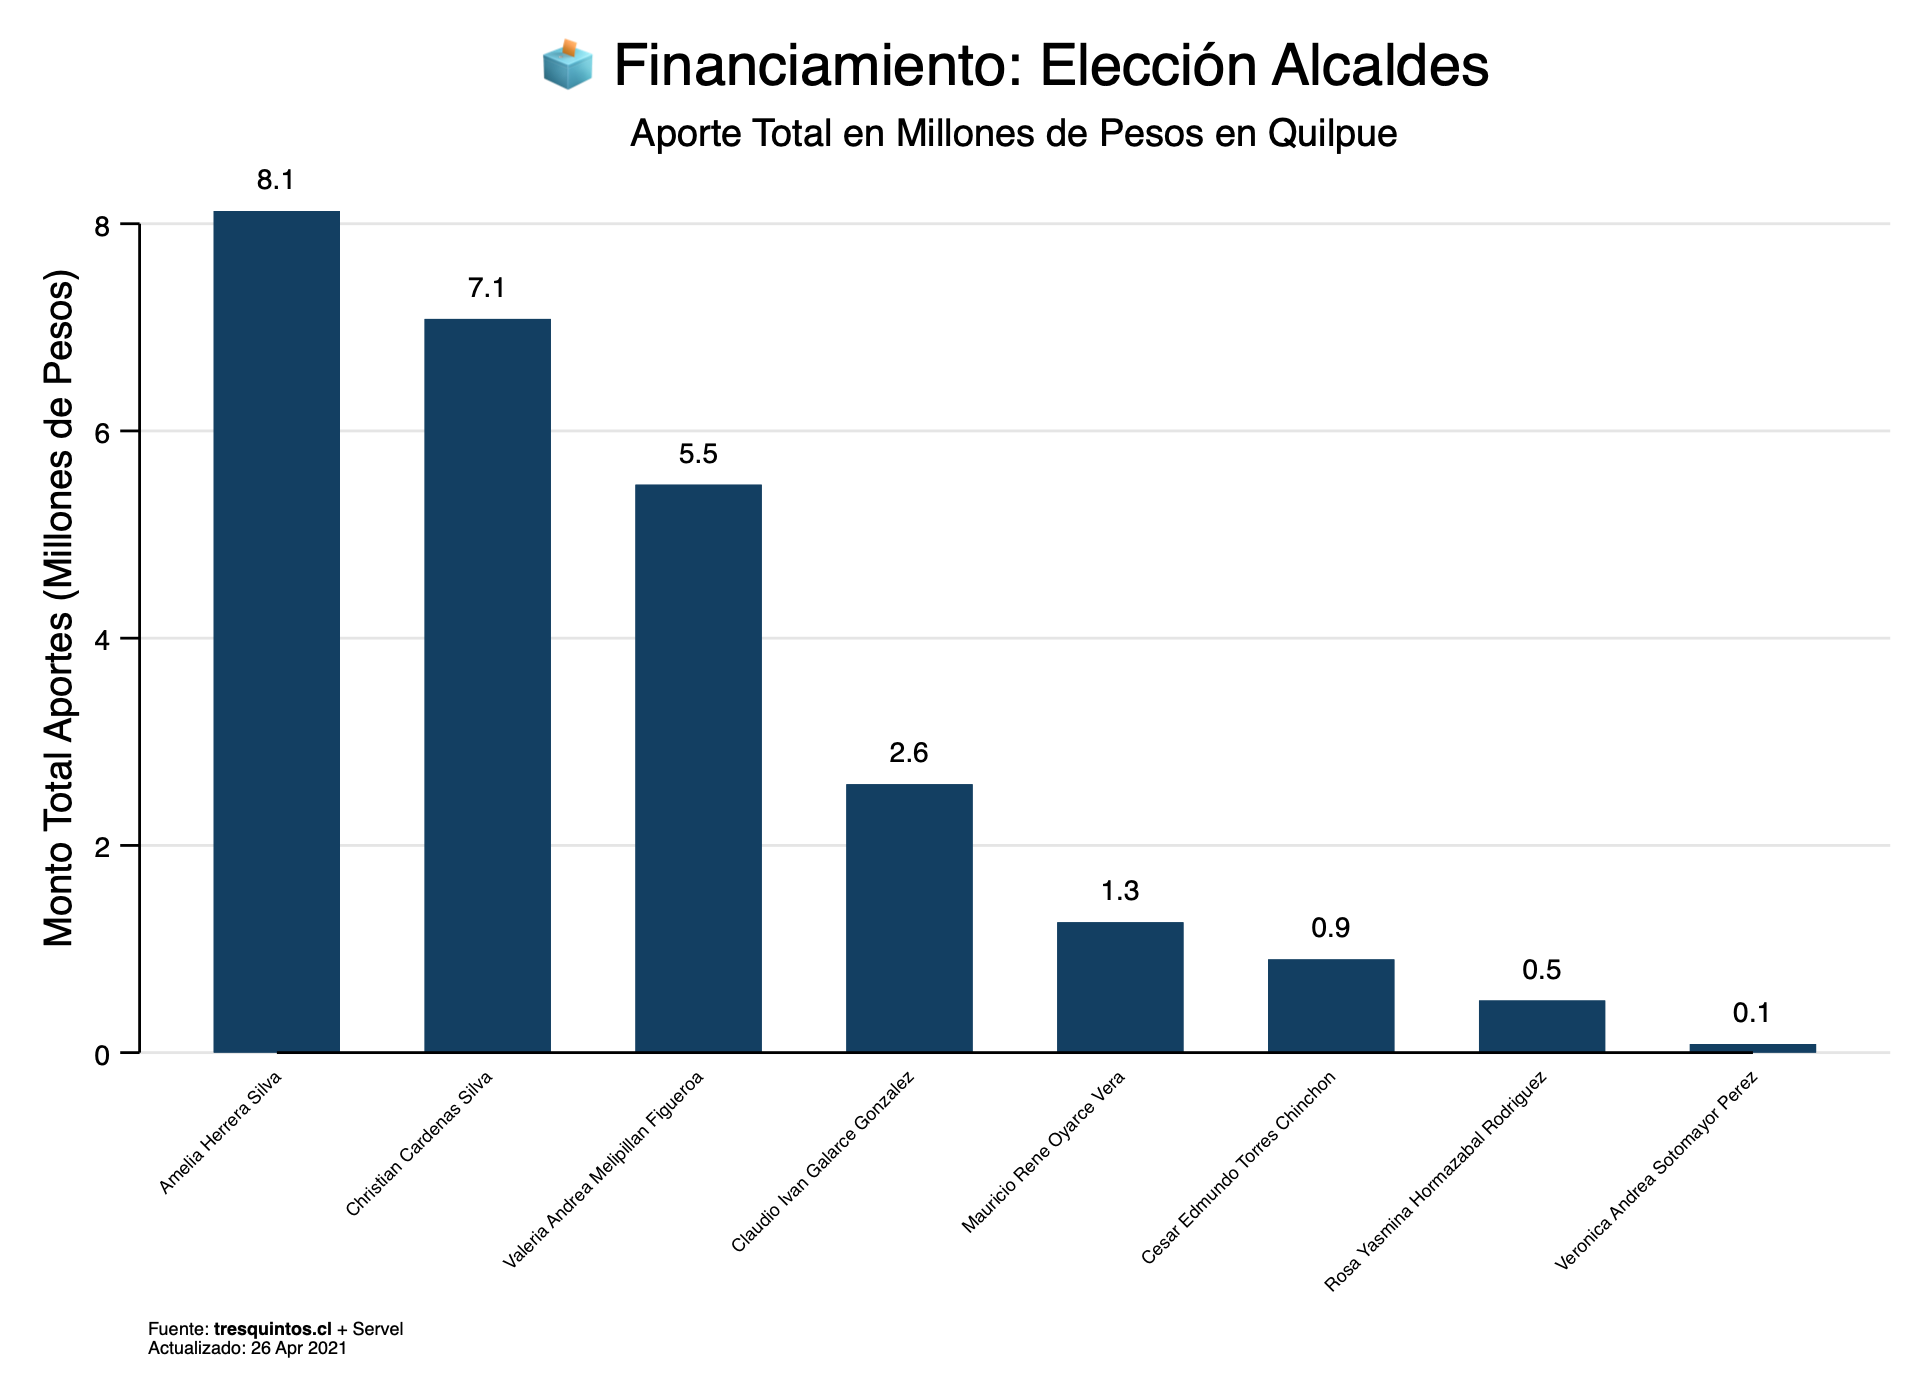 Financiamiento: Elección Alcaldes
Aporte Total en Millones de Pesos en Quilpue
Monto Total Aportes (Millones de Pesos)
8
6
4
2
0
8.1
7.1
5.5
2.6
1.3
0.9
0.5
0.1
Amelia Herrera Silva
Christian Cardenas Silva
Valeria Andrea Melipillan Figueroa
Claudio Ivan Galarce Gonzalez
Mauricio Rene Oyarce Vera
Cesar Edmundo Torres Chinchon
Rosa Yasmina Hormazabal Rodriguez
Veronica Andrea Sotomayor Perez
Fuente: tresquintos.cl + Servel
Actualizado: 26 Apr 2021